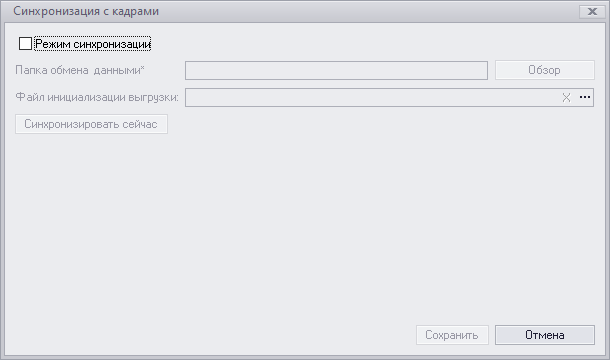 Синхронизация с кадрами
Режим синхронизации
Папка обмена данными*
Обзор
Файл инициализации выгрузки:
Синхронизировать сейчас
Сохранить
Отмена